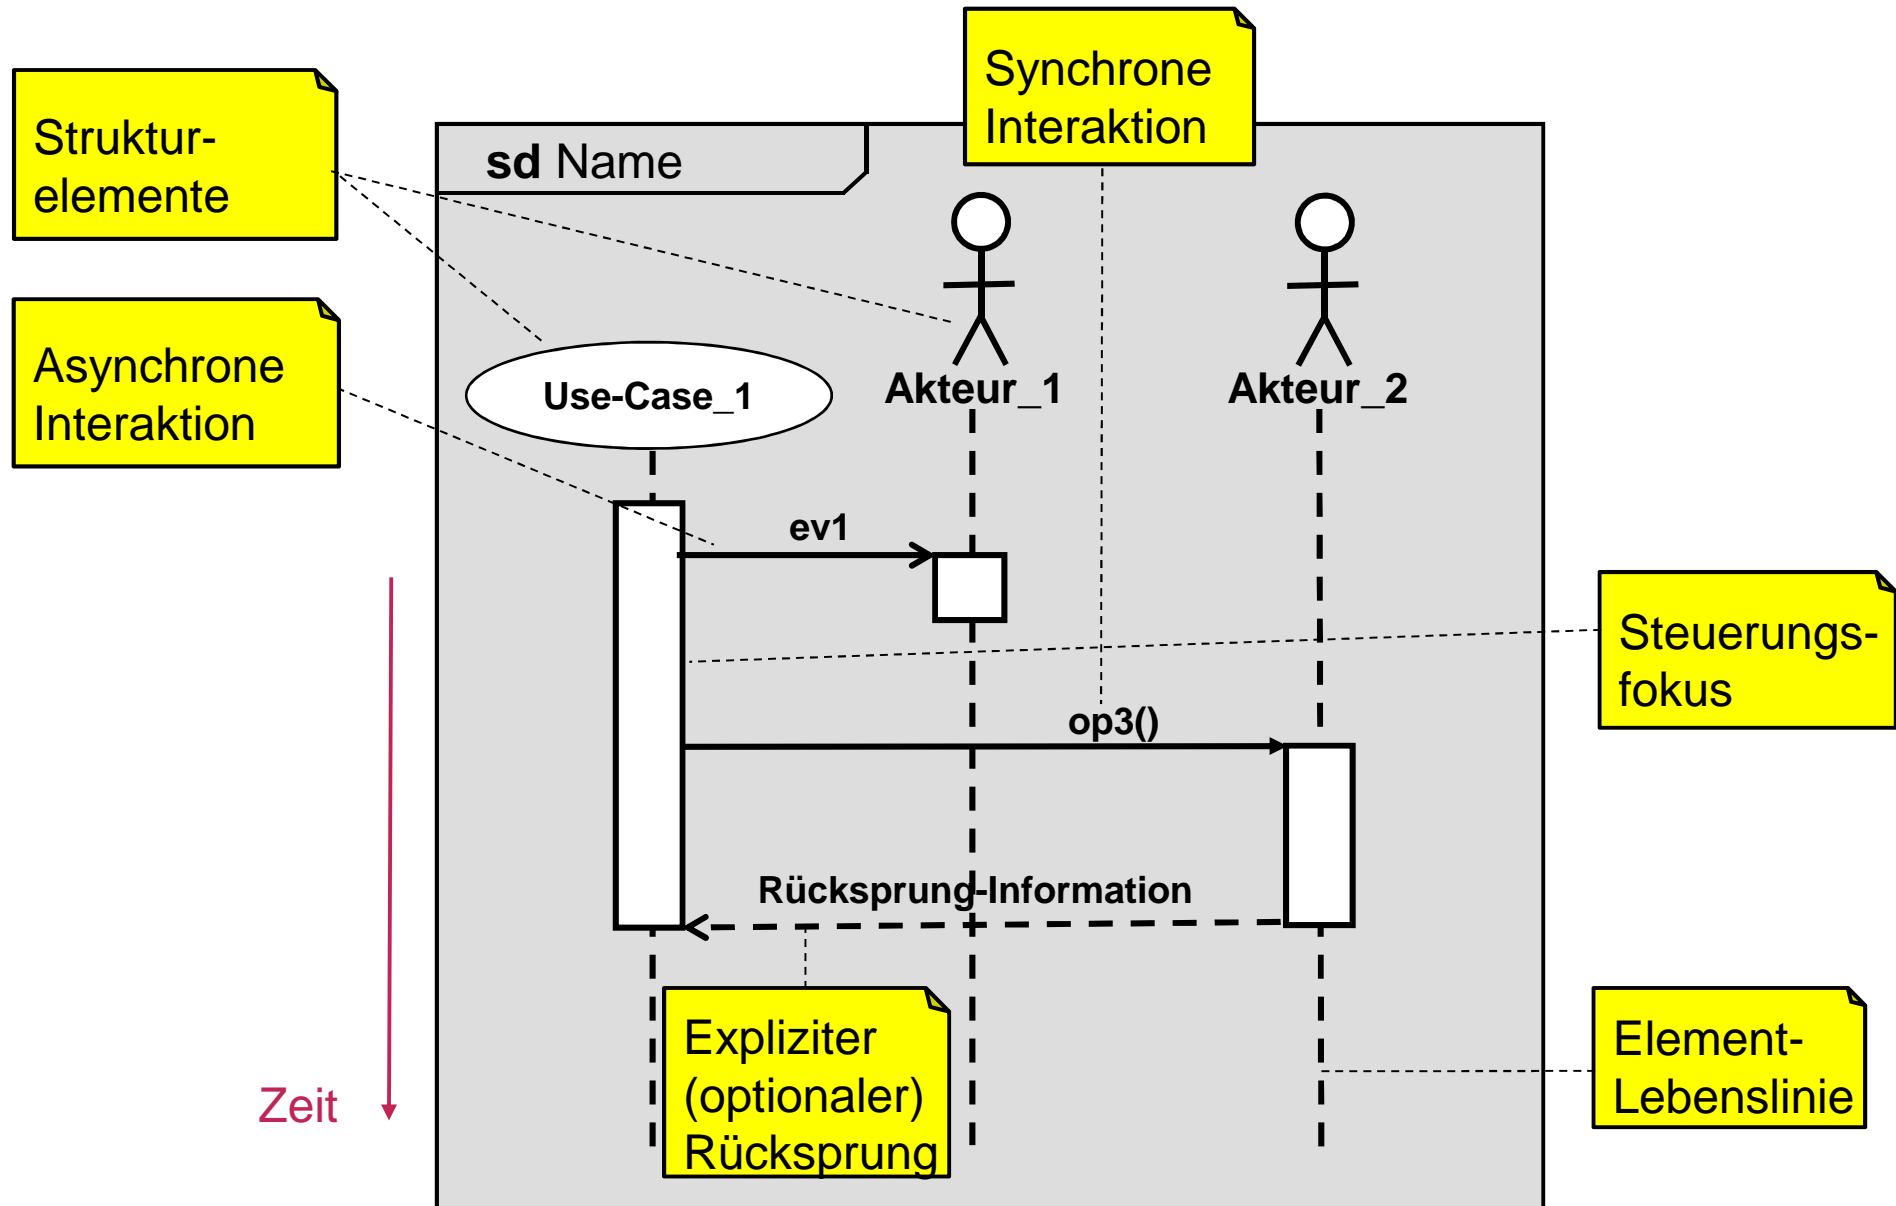 Synchrone
Interaktion
Struktur-
elemente
sd Name
Asynchrone
Interaktion
Use-Case_1
Akteur_1
Akteur_2
ev1
Steuerungs-
fokus
op3()
Rücksprung-Information
Expliziter
(optionaler)
Rücksprung
Element-
Lebenslinie
Zeit